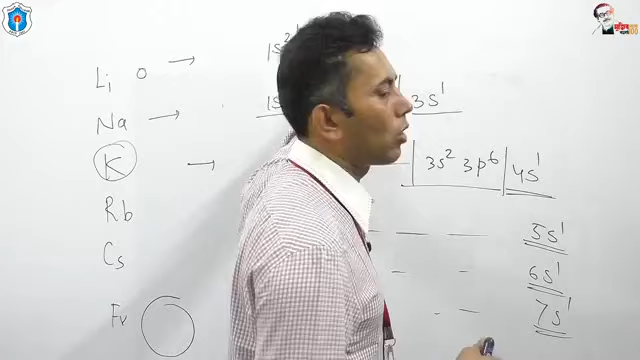 Li → 1s²
Na → 1s 3s¹
K → 3s² 3p⁶ 4s¹
Rb 5s¹
Cs 6s¹
Fr 7s¹